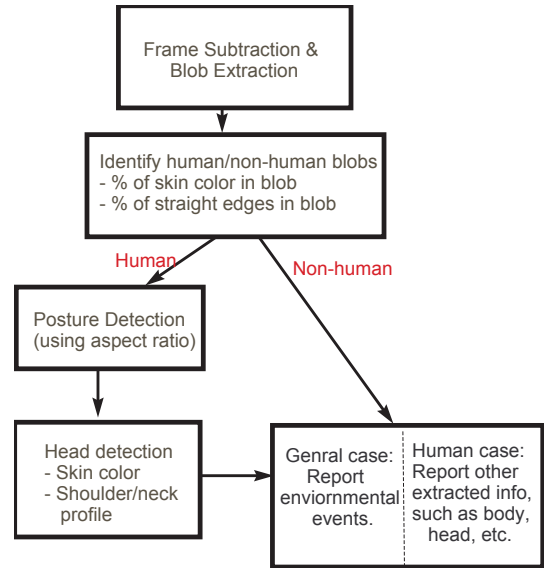 Frame Subtraction &
Blob Extraction
Identify human/non-human blobs
- % of skin color in blob
- % of straight edges in blob
Human
Non-human
Posture Detection
(using aspect ratio)
Head detection
- Skin color
- Shoulder/neck
profile
Genral case:
Report
enviornmental
events.
Human case:
Report other
extracted info,
such as body,
head, etc.